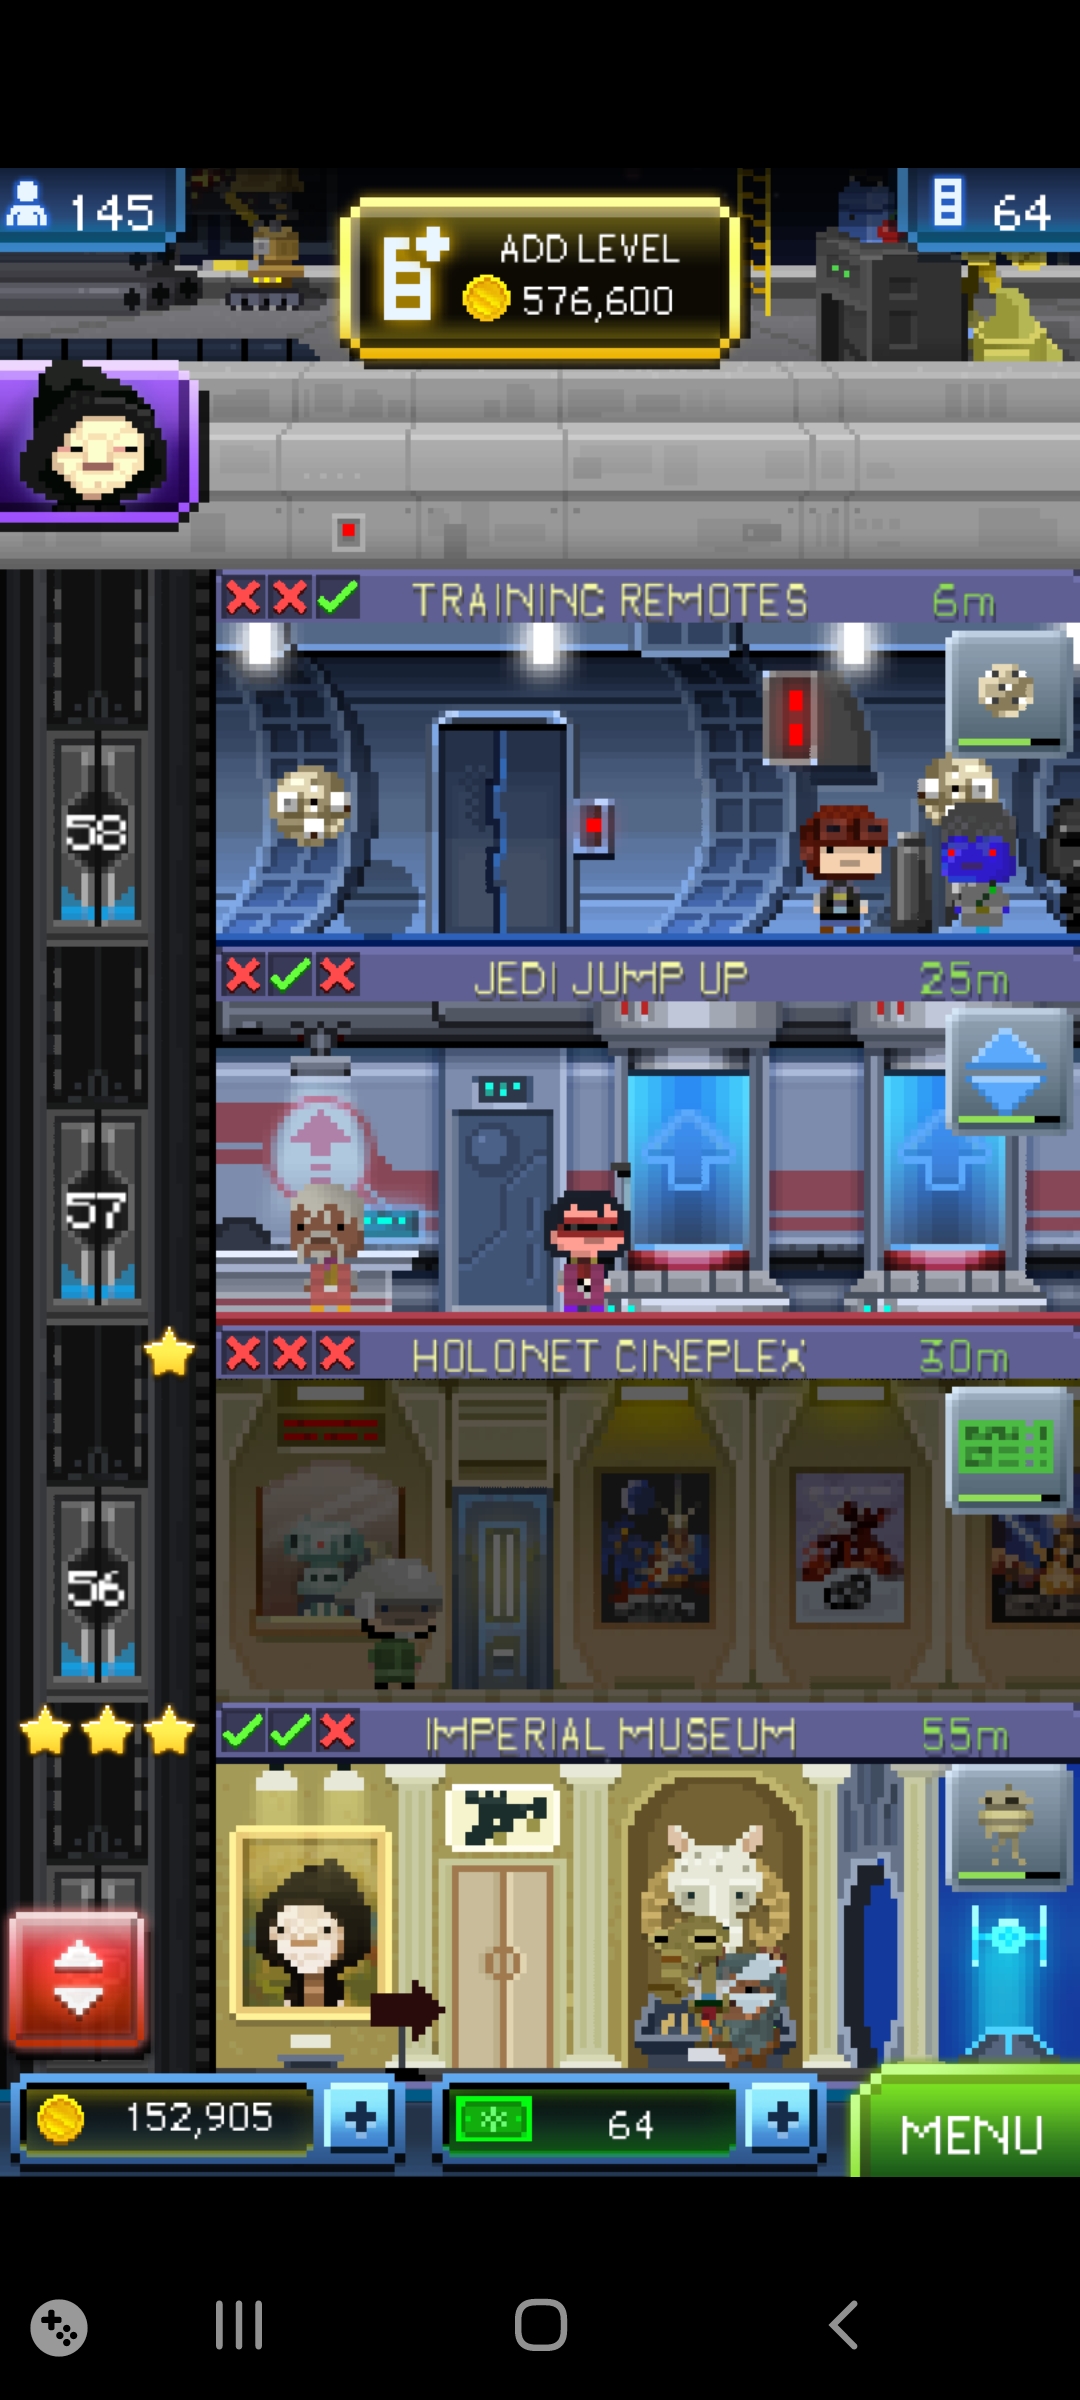 145
ADD LEVEL
576,600
64
TRAINING REMOTES 6m
58
JEDI JUMP UP 25m
57
HOLONET CINEPLEX 30m
56
IMPERIAL MUSEUM 55m
152,905
64
MENU